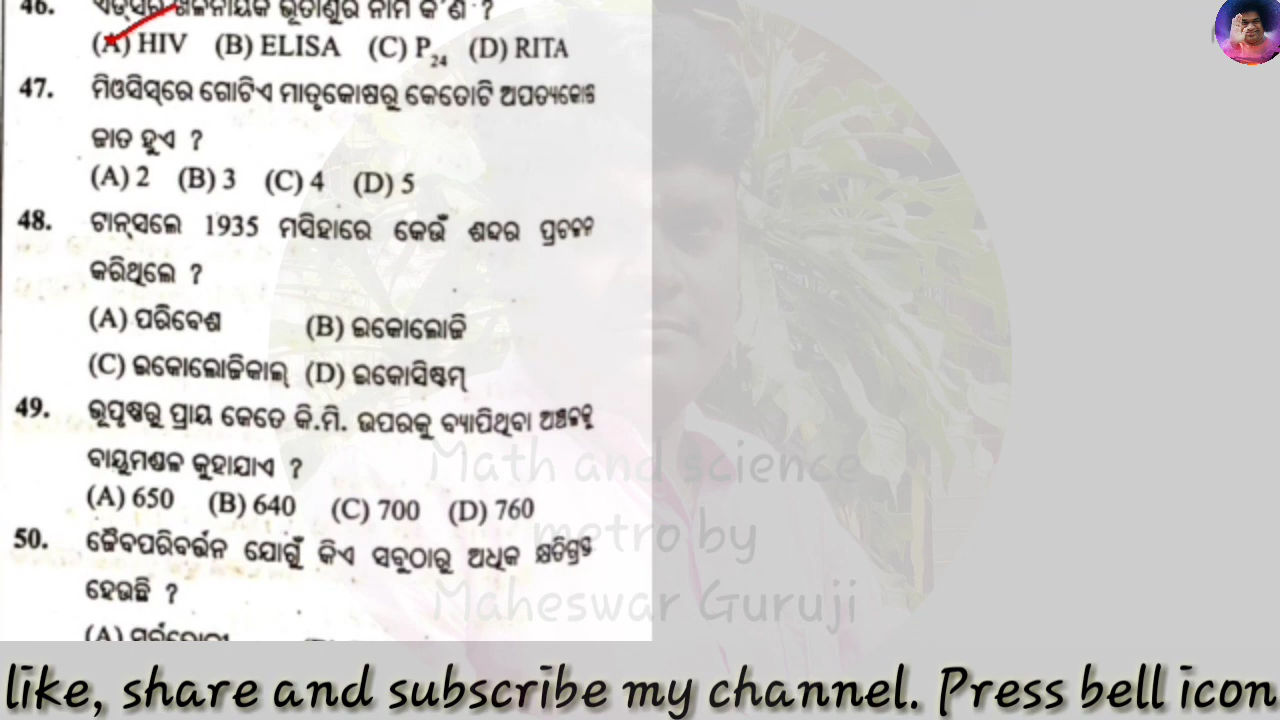 46. ଏଡ୍‌ସର ଖଳନାୟକ ଭୂତାଣୁର ନାମ କ'ଣ ?
(A) HIV (B) ELISA (C) P24 (D) RITA
47. ମିଓସିସ୍‌ରେ ଗୋଟିଏ ମାତୃକୋଷରୁ କେତୋଟି ଅପତ୍ୟକୋଷ
ଜାତ ହୁଏ ?
(A) 2 (B) 3 (C) 4 (D) 5
48. ଟାନ୍‌ସଲେ 1935 ମସିହାରେ କେଉଁ ଶବ୍ଦର ପ୍ରଚଳନ
କରିଥିଲେ ?
(A) ପରିବେଶ (B) ଇକୋଲୋଜି
(C) ଇକୋଲୋଜିକାଲ୍ (D) ଇକୋସିଷ୍ଟମ୍
49. ଭୂପୃଷ୍ଠରୁ ପ୍ରାୟ କେତେ କି.ମି. ଉପରକୁ ବ୍ୟାପିଥିବା ଅଞ୍ଚଳକୁ
ବାୟୁମଣ୍ଡଳ କୁହାଯାଏ ?
(A) 650 (B) 640 (C) 700 (D) 760
50. ଜୈବପରିବର୍ତ୍ତନ ଯୋଗୁଁ କିଏ ସବୁଠାରୁ ଅଧିକ କ୍ଷତିଗ୍ରସ୍ତ
ହେଉଛି ?
(A)
Math and science
metro by
Maheswar Guruji
like, share and subscribe my channel. Press bell icon